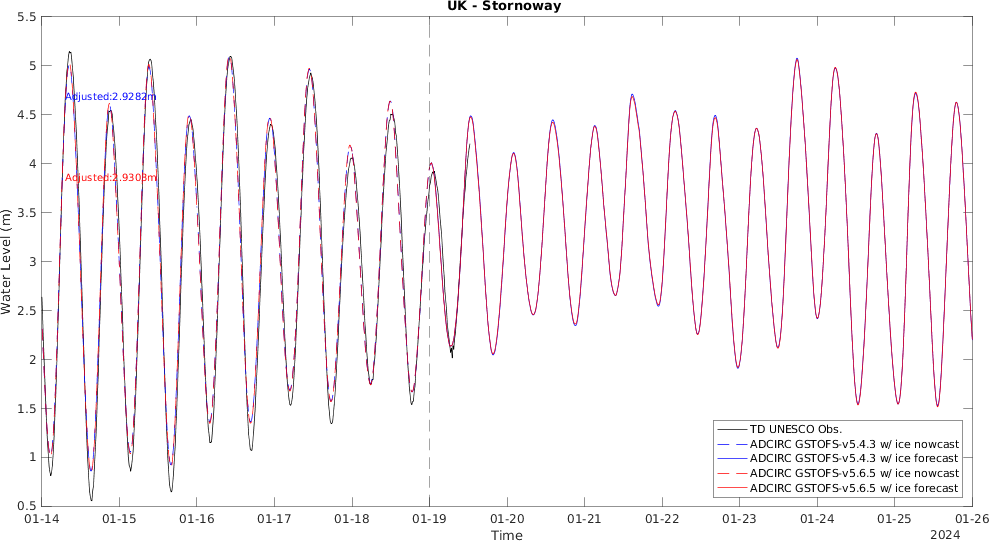 UK - Stornoway
5.5
5
4.5
4
3.5
3
2.5
2
1.5
1
0.5
Water Level (m)
Adjusted:2.9282m
Adjusted:2.9303m
TD UNESCO Obs.
ADCIRC GSTOFS-v5.4.3 w/ ice nowcast
ADCIRC GSTOFS-v5.4.3 w/ ice forecast
ADCIRC GSTOFS-v5.6.5 w/ ice nowcast
ADCIRC GSTOFS-v5.6.5 w/ ice forecast
01-14 01-15 01-16 01-17 01-18 01-19 01-20 01-21 01-22 01-23 01-24 01-25 01-26
Time
2024